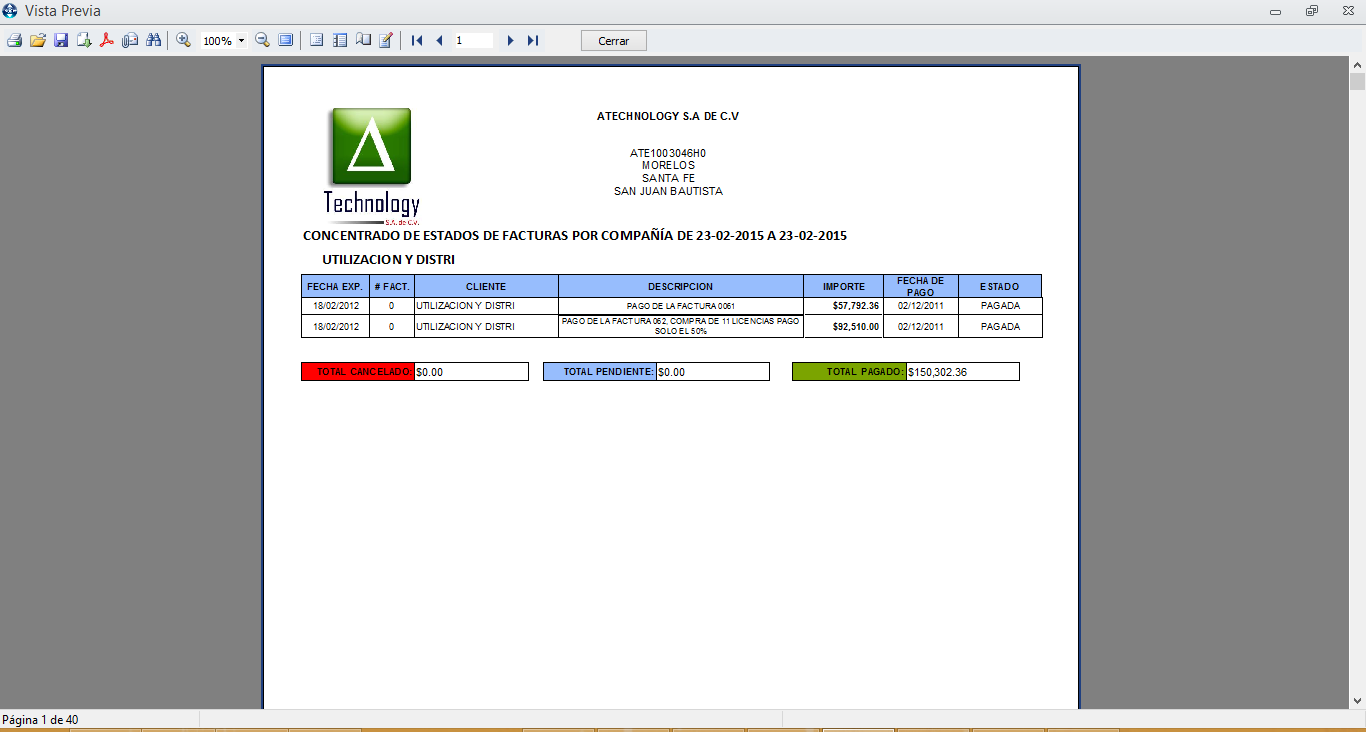 Vista Previa
100%
1
Cerrar
Technology
S.A. de C.V.
ATECHNOLOGY S.A DE C.V
ATE1003046H0
MORELOS
SANTA FE
SAN JUAN BAUTISTA
CONCENTRADO DE ESTADOS DE FACTURAS POR COMPAÑÍA DE 23-02-2015 A 23-02-2015
UTILIZACION Y DISTRI
FECHA EXP. # FACT. CLIENTE DESCRIPCION IMPORTE FECHA DE PAGO ESTADO
18/02/2012 0 UTILIZACION Y DISTRI PAGO DE LA FACTURA 0061 $57,792.36 02/12/2011 PAGADA
18/02/2012 0 UTILIZACION Y DISTRI PAGO DE LA FACTURA 062, COMPRA DE 11 LICENCIAS PAGO SOLO EL 50% $92,510.00 02/12/2011 PAGADA
TOTAL CANCELADO: $0.00 TOTAL PENDIENTE: $0.00 TOTAL PAGADO: $150,302.36
Página 1 de 40